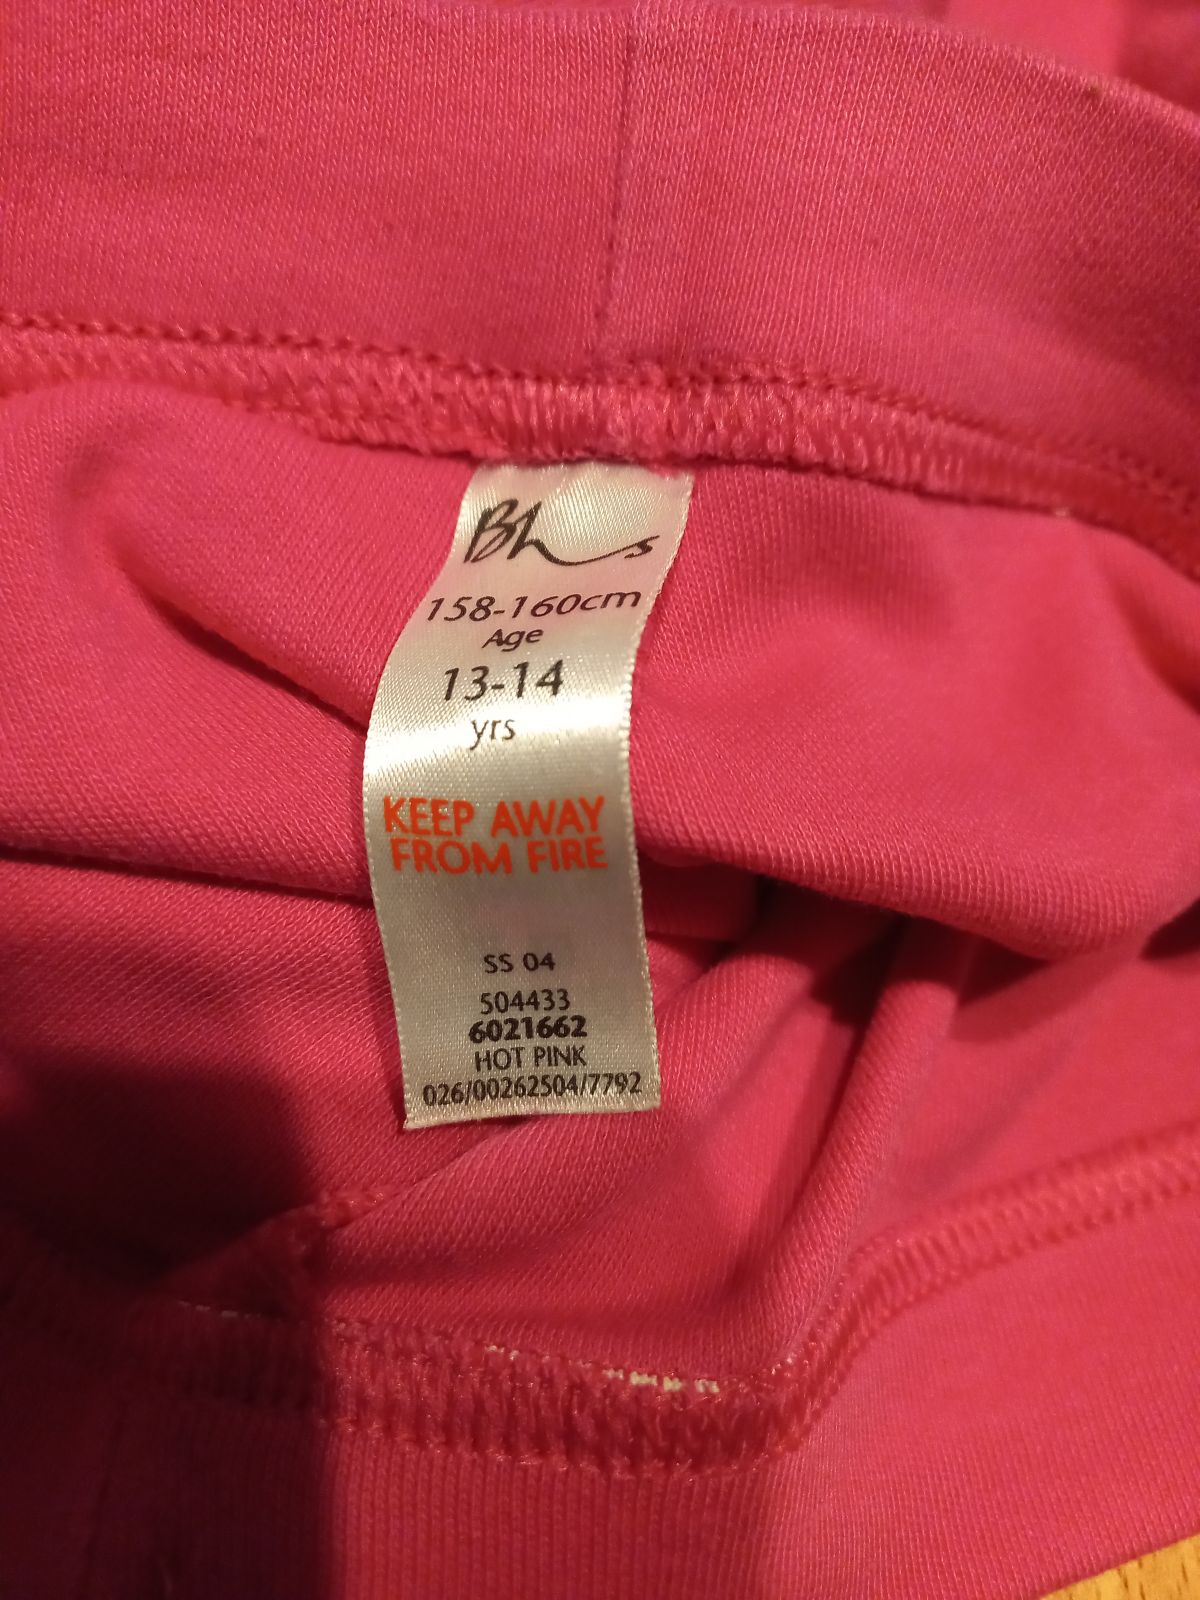 Bhs
158-160cm
Age
13-14
yrs
KEEP AWAY
FROM FIRE
SS 04
504433
6021662
HOT PINK
026/00262504/7792